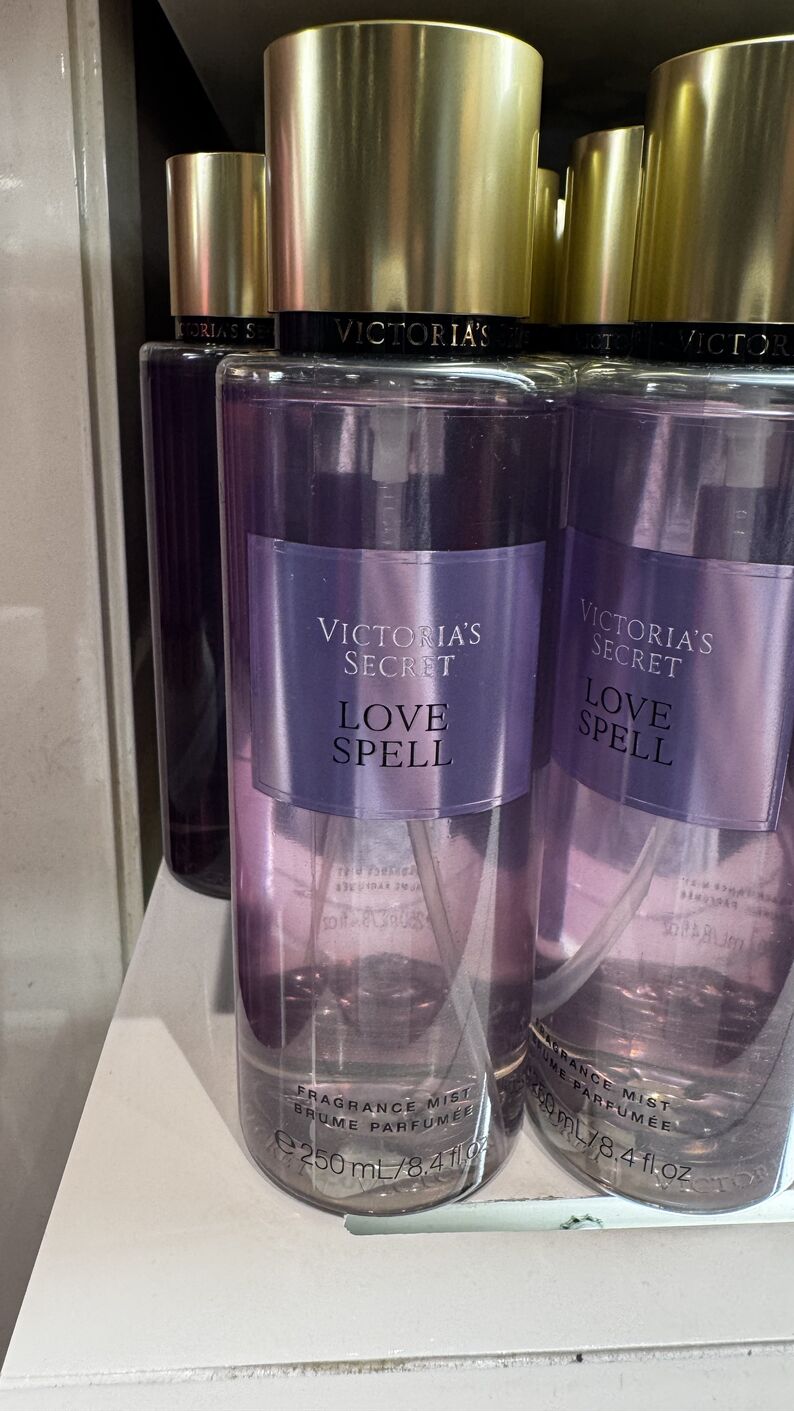 VICTORIA'S
VICTORIA'S
SECRET
LOVE
SPELL
FRAGRANCE MIST
BRUME PARFUMÉE
℮250 mL/8.4 fl oz
VICTORIA'S
SECRET
LOVE
SPELL
FRAGRANCE MIST
BRUME PARFUMÉE
250 mL/8.4 fl oz